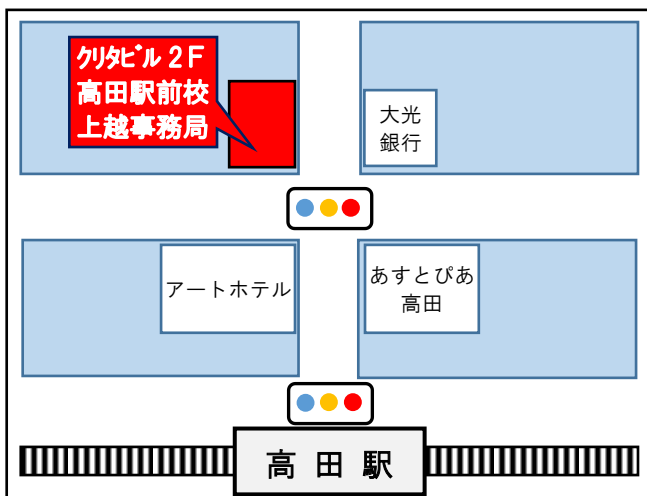 ｸﾘﾀﾋﾞﾙ２Ｆ
高田駅前校
上越事務局
大光
銀行
アートホテル
あすとぴあ
高田
高田駅